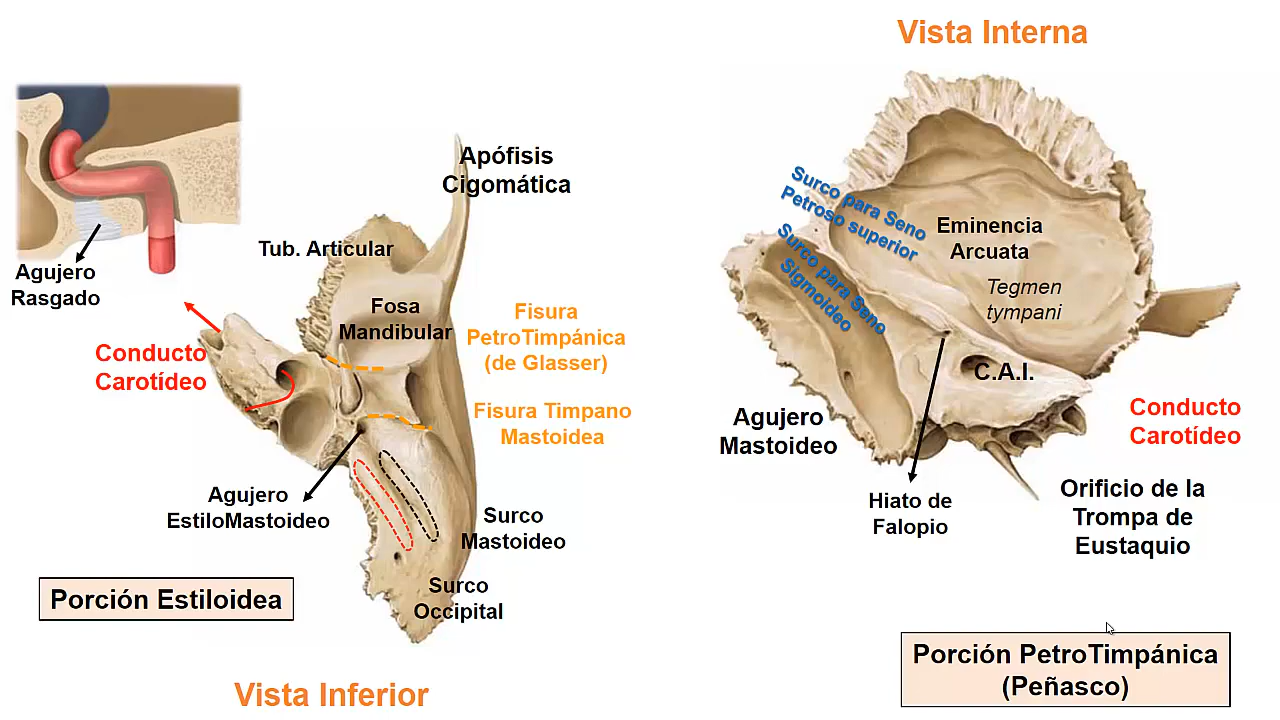 Vista Interna
Apófisis
Cigomática
Tub. Articular
Agujero
Rasgado
Fosa
Mandibular
Fisura
PetroTimpánica
(de Glasser)
Conducto
Carotídeo
Fisura Timpano
Mastoidea
Agujero
EstiloMastoideo
Surco
Mastoideo
Surco
Occipital
Porción Estiloidea
Vista Inferior
Surco para Seno
Petroso superior
Surco para Seno
Sigmoideo
Eminencia
Arcuata
Tegmen
tympani
C.A.I.
Agujero
Mastoideo
Conducto
Carotídeo
Hiato de
Falopio
Orificio de la
Trompa de
Eustaquio
Porción PetroTimpánica
(Peñasco)